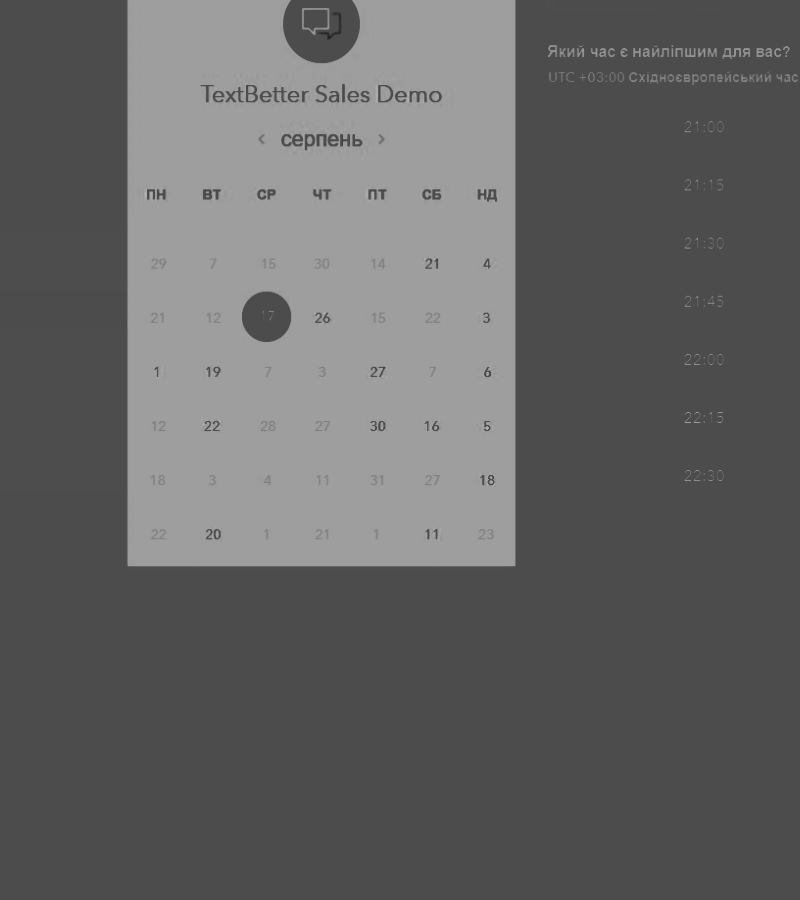 TextBetter Sales Demo
< серпень >
ПН ВТ СР ЧТ ПТ СБ НД
29 7 15 30 14 21 4
21 12 17 26 15 22 3
1 19 7 3 27 7 6
12 22 28 27 30 16 5
18 3 4 11 31 27 18
22 20 1 21 1 11 23
Який час є найліпшим для вас?
UTC +03:00 Східноєвропейський час
21:00
21:15
21:30
21:45
22:00
22:15
22:30